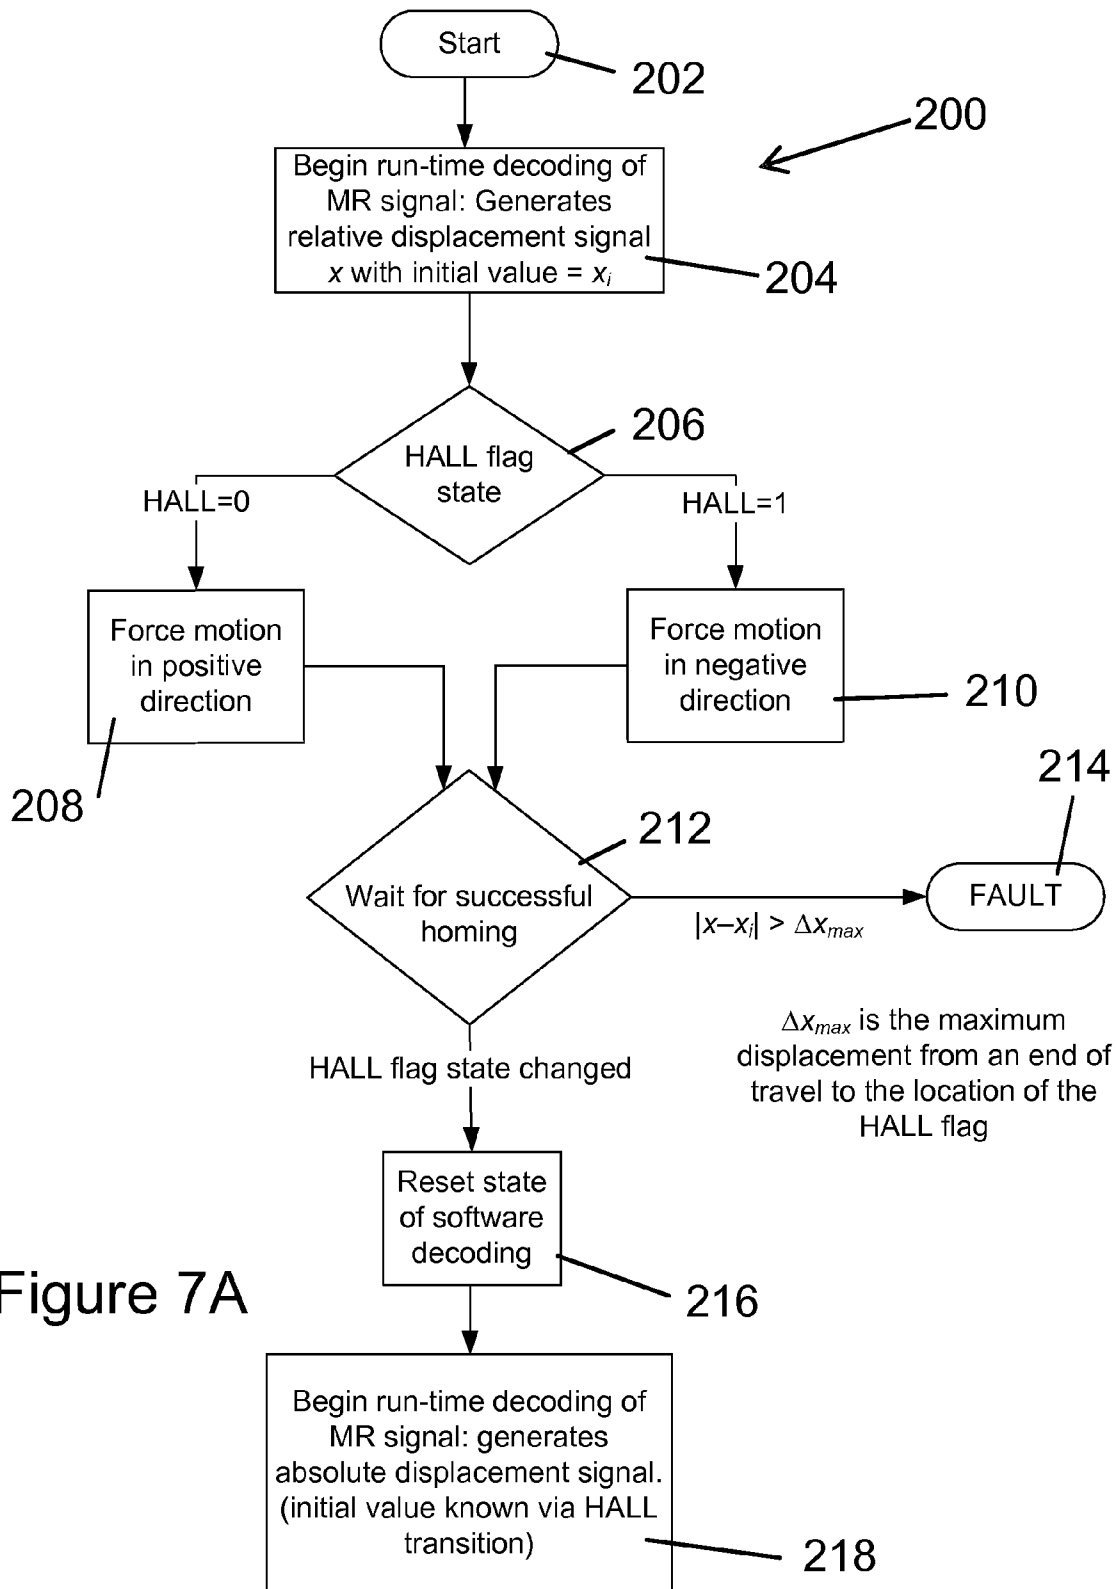 Start
202
200
Begin run-time decoding of
MR signal: Generates
relative displacement signal
x with initial value = xᵢ
204
206
HALL flag
state
HALL=0
HALL=1
Force motion
in positive
direction
Force motion
in negative
direction
208
210
214
212
Wait for successful
homing
FAULT
|x–xᵢ| > Δxmax
HALL flag state changed
Δxmax is the maximum
displacement from an end of
travel to the location of the
HALL flag
Reset state
of software
decoding
216
Figure 7A
Begin run-time decoding of
MR signal: generates
absolute displacement signal.
(initial value known via HALL
transition)
218